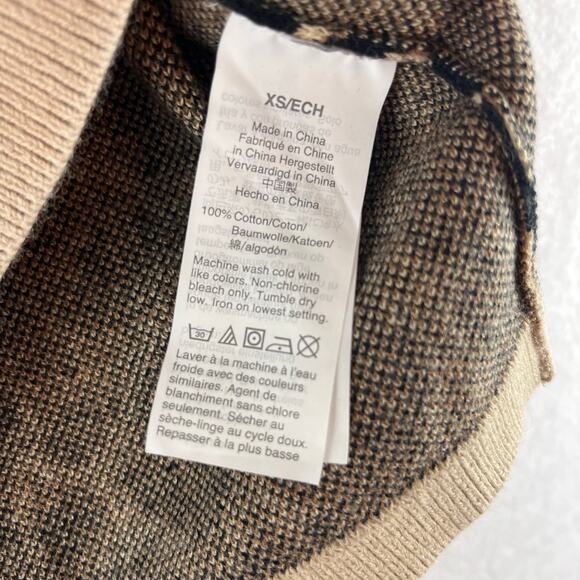 XS/ECH
Made in China
Fabriqué en Chine
in China Hergestellt
Vervaardigd in China
中国製
Hecho en China
100% Cotton/Coton/
Baumwolle/Katoen/
綿/algodón
Machine wash cold with
like colors. Non-chlorine
bleach only. Tumble dry
low. Iron on lowest setting.
30
Laver à la machine à l'eau
froide avec des couleurs
similaires. Agent de
blanchiment sans chlore
seulement. Sécher au
sèche-linge au cycle doux.
Repasser à la plus basse